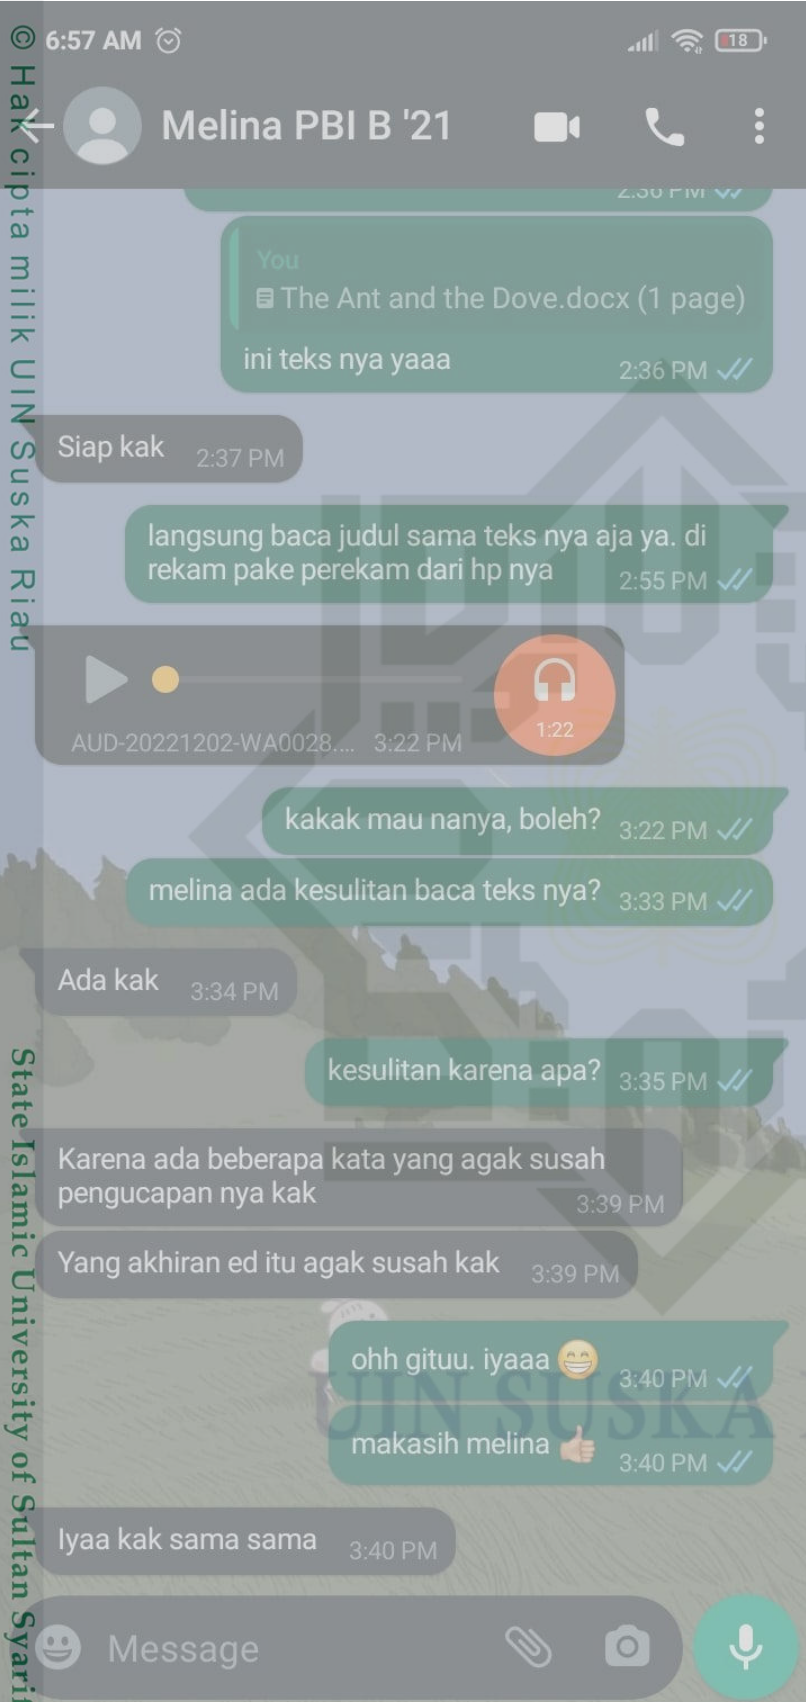 6:57 AM
18
Melina PBI B '21
2:36 PM
You
The Ant and the Dove.docx (1 page)
ini teks nya yaaa 2:36 PM
Siap kak 2:37 PM
langsung baca judul sama teks nya aja ya. di
rekam pake perekam dari hp nya 2:55 PM
1:22
AUD-20221202-WA0028.... 3:22 PM
kakak mau nanya, boleh? 3:22 PM
melina ada kesulitan baca teks nya? 3:33 PM
Ada kak 3:34 PM
kesulitan karena apa? 3:35 PM
Karena ada beberapa kata yang agak susah
pengucapan nya kak 3:39 PM
Yang akhiran ed itu agak susah kak 3:39 PM
ohh gituu. iyaaa 😁 3:40 PM
makasih melina 👍🏻 3:40 PM
Iyaa kak sama sama 3:40 PM
Message
© Hak cipta milik UIN Suska Riau
State Islamic University of Sultan Syarif
UIN SUSKA